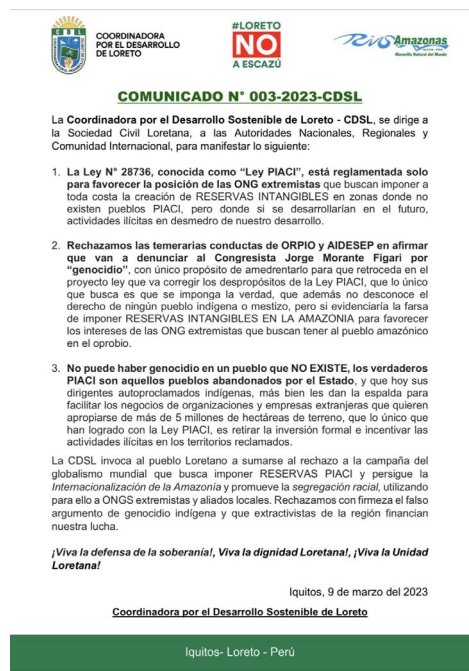 CDSL
COORDINADORA
POR EL DESARROLLO
DE LORETO
#LORETO
NO
A ESCAZÚ
Río Amazonas
Maravilla Natural del Mundo
COMUNICADO N° 003-2023-CDSL
La Coordinadora por el Desarrollo Sostenible de Loreto - CDSL, se dirige a
la Sociedad Civil Loretana, a las Autoridades Nacionales, Regionales y
Comunidad Internacional, para manifestar lo siguiente:
1. La Ley N° 28736, conocida como “Ley PIACI”, está reglamentada solo
para favorecer la posición de las ONG extremistas que buscan imponer a
toda costa la creación de RESERVAS INTANGIBLES en zonas donde no
existen pueblos PIACI, pero donde si se desarrollarían en el futuro,
actividades ilícitas en desmedro de nuestro desarrollo.
2. Rechazamos las temerarias conductas de ORPIO y AIDESEP en afirmar
que van a denunciar al Congresista Jorge Morante Figari por
“genocidio”, con único propósito de amedrentarlo para que retroceda en el
proyecto ley que va corregir los despropósitos de la Ley PIACI, que lo único
que busca es que se imponga la verdad, que además no desconoce el
derecho de ningún pueblo indígena o mestizo, pero si evidenciaría la farsa
de imponer RESERVAS INTANGIBLES EN LA AMAZONIA para favorecer
los intereses de las ONG extremistas que buscan tener al pueblo amazónico
en el oprobio.
3. No puede haber genocidio en un pueblo que NO EXISTE, los verdaderos
PIACI son aquellos pueblos abandonados por el Estado, y que hoy sus
dirigentes autoproclamados indígenas, más bien les dan la espalda para
facilitar los negocios de organizaciones y empresas extranjeras que quieren
apropiarse de más de 5 millones de hectáreas de terreno, que lo único que
han logrado con la Ley PIACI, es retirar la inversión formal e incentivar las
actividades ilícitas en los territorios reclamados.
La CDSL invoca al pueblo Loretano a sumarse al rechazo a la campaña del
globalismo mundial que busca imponer RESERVAS PIACI y persigue la
Internacionalización de la Amazonía y promueve la segregación racial, utilizando
para ello a ONGS extremistas y aliados locales. Rechazamos con firmeza el falso
argumento de genocidio indígena y que extractivistas de la región financian
nuestra lucha.
¡Viva la defensa de la soberanía!, Viva la dignidad Loretana!, ¡Viva la Unidad
Loretana!
Iquitos, 9 de marzo del 2023
Coordinadora por el Desarrollo Sostenible de Loreto
Iquitos- Loreto - Perú